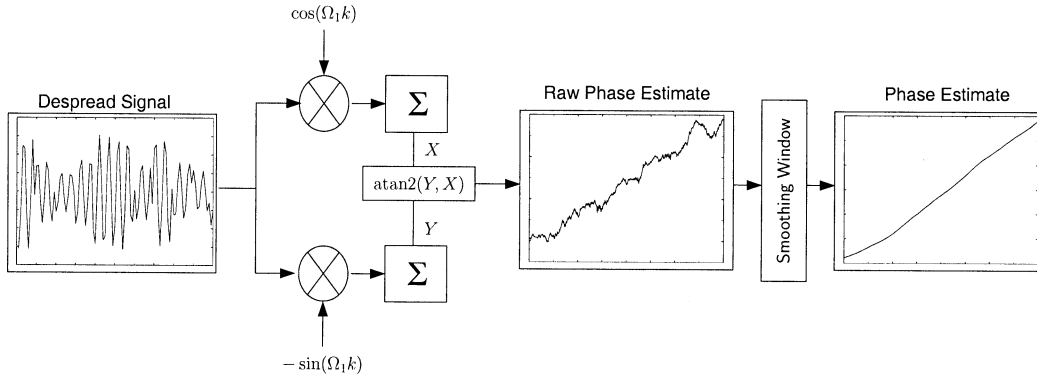 cos(Ω₁k)
Despread Signal
Σ
X
atan2(Y, X)
Y
Σ
− sin(Ω₁k)
Raw Phase Estimate
Smoothing Window
Phase Estimate